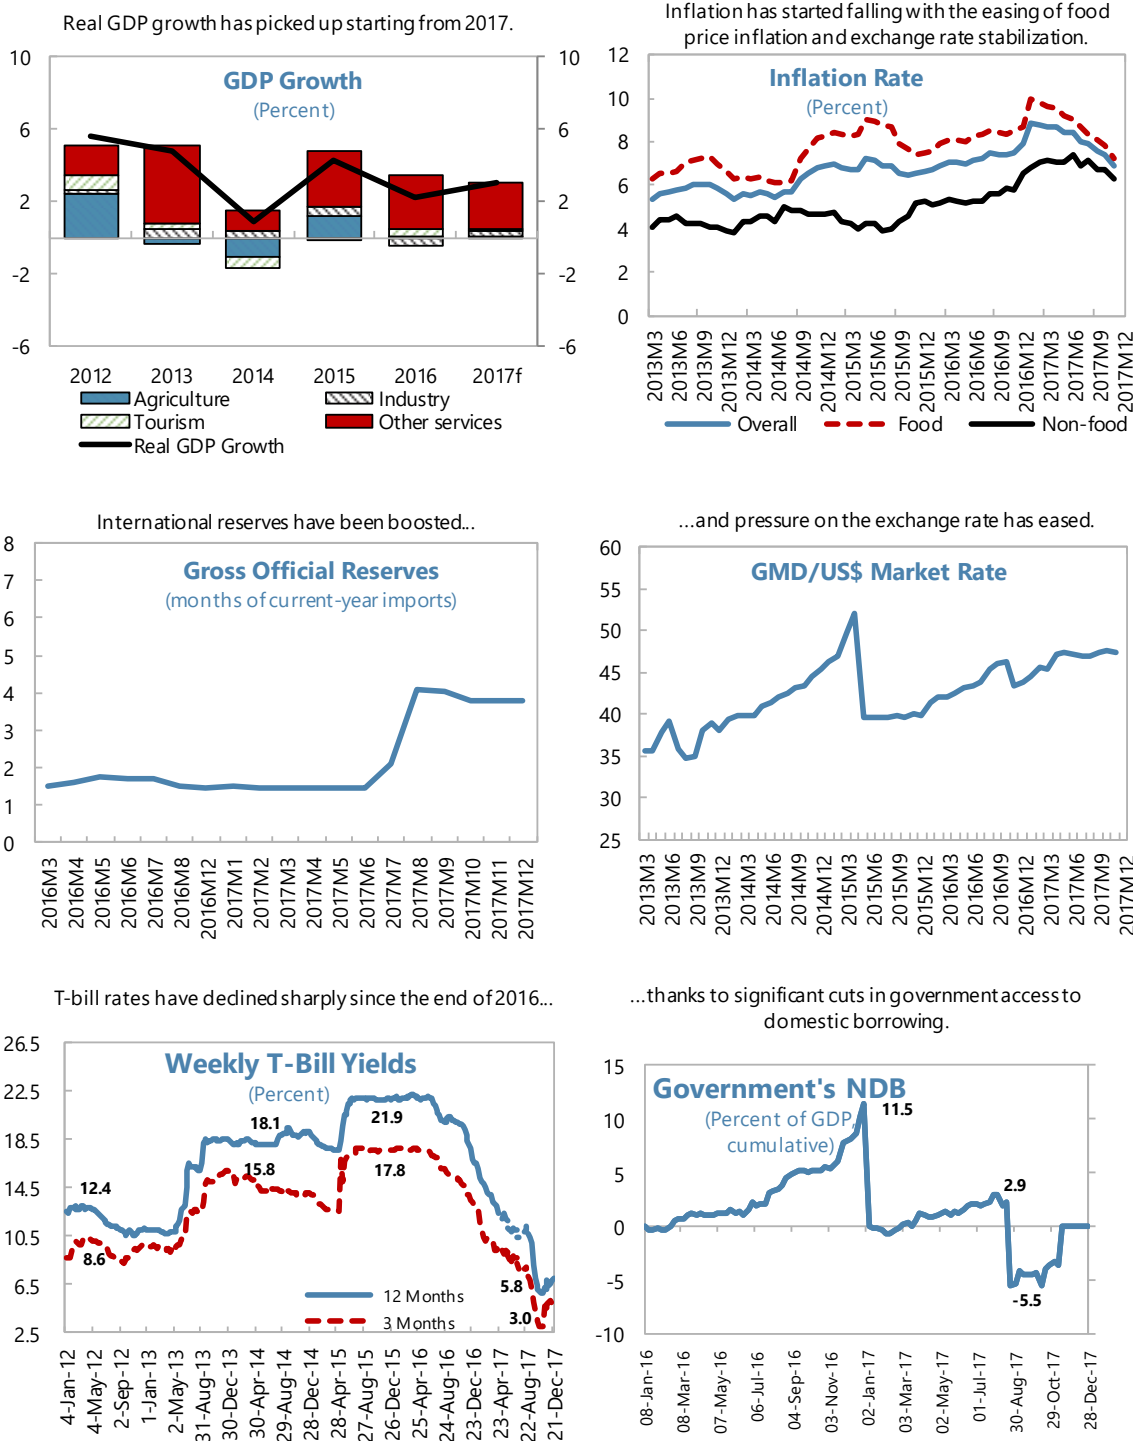 Real GDP growth has picked up starting from 2017.
GDP Growth
(Percent)
10
6
2
-2
-6
10
6
2
-2
-6
2012
2013
2014
2015
2016
2017f
Agriculture
Industry
Tourism
Other services
Real GDP Growth
Inflation has started falling with the easing of food
price inflation and exchange rate stabilization.
Inflation Rate
(Percent)
12
10
8
6
4
2
0
2013M3
2013M6
2013M9
2013M12
2014M3
2014M6
2014M9
2014M12
2015M3
2015M6
2015M9
2015M12
2016M3
2016M6
2016M9
2016M12
2017M3
2017M6
2017M9
2017M12
Overall
Food
Non-food
International reserves have been boosted...
Gross Official Reserves
(months of current-year imports)
8
7
6
5
4
3
2
1
0
2016M3
2016M4
2016M5
2016M6
2016M7
2016M8
2016M12
2017M1
2017M2
2017M3
2017M4
2017M5
2017M6
2017M7
2017M8
2017M9
2017M10
2017M11
2017M12
...and pressure on the exchange rate has eased.
GMD/US$ Market Rate
60
55
50
45
40
35
30
25
2013M3
2013M6
2013M9
2013M12
2014M3
2014M6
2014M9
2014M12
2015M3
2015M6
2015M9
2015M12
2016M3
2016M6
2016M9
2016M12
2017M3
2017M6
2017M9
2017M12
T-bill rates have declined sharply since the end of 2016...
Weekly T-Bill Yields
(Percent)
26.5
22.5
18.5
14.5
10.5
6.5
2.5
12.4
8.6
18.1
15.8
21.9
17.8
5.8
3.0
12 Months
3 Months
4-Jan-12
4-May-12
2-Sep-12
1-Jan-13
2-May-13
31-Aug-13
30-Dec-13
30-Apr-14
29-Aug-14
28-Dec-14
28-Apr-15
27-Aug-15
26-Dec-15
25-Apr-16
24-Aug-16
23-Dec-16
23-Apr-17
22-Aug-17
21-Dec-17
...thanks to significant cuts in government access to
domestic borrowing.
Government's NDB
(Percent of GDP,
cumulative)
15
10
5
0
-5
-10
11.5
2.9
-5.5
08-Jan-16
08-Mar-16
07-May-16
06-Jul-16
04-Sep-16
03-Nov-16
02-Jan-17
03-Mar-17
02-May-17
01-Jul-17
30-Aug-17
29-Oct-17
28-Dec-17